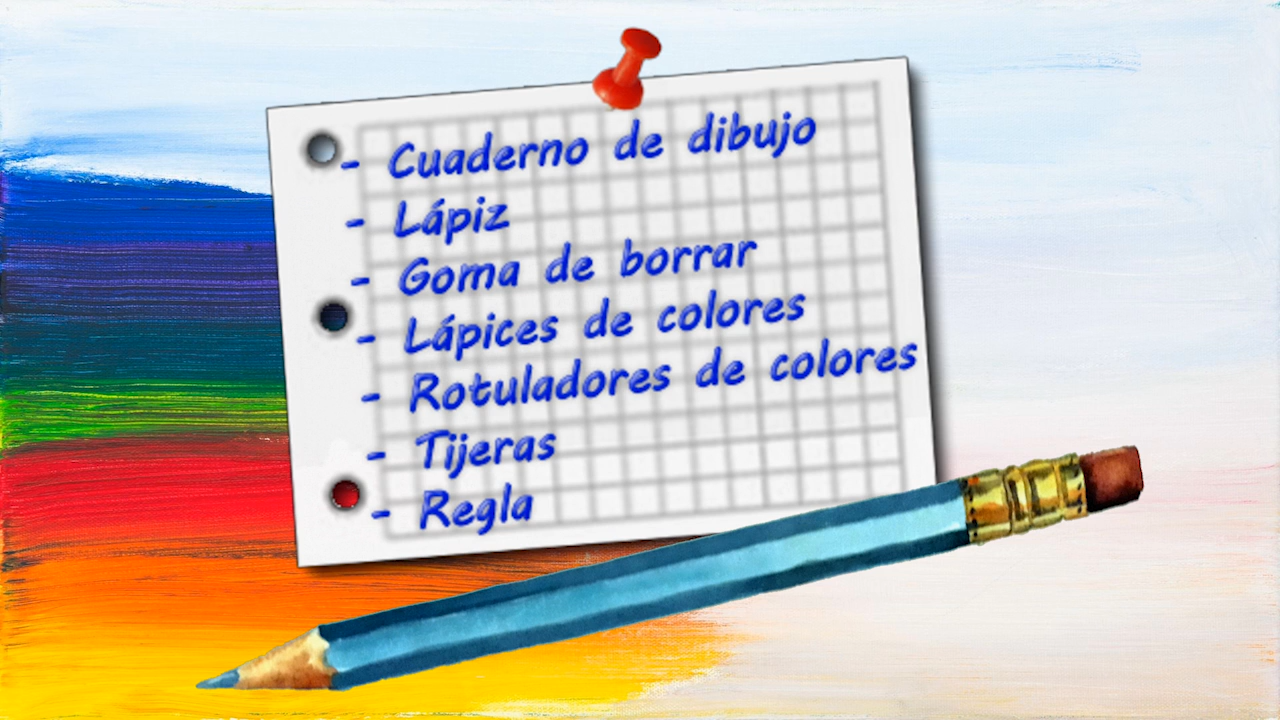 - Cuaderno de dibujo
- Lápiz
- Goma de borrar
- Lápices de colores
- Rotuladores de colores
- Tijeras
- Regla